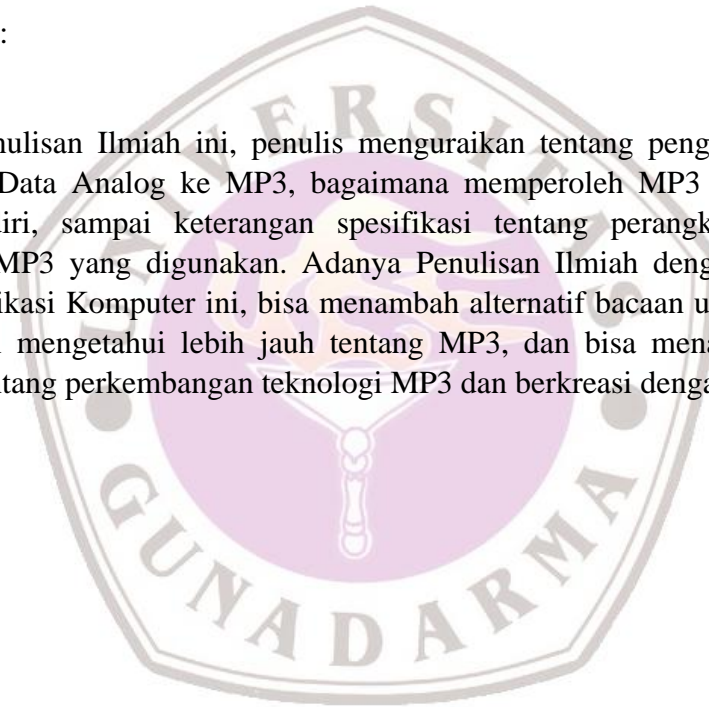 :
nulisan Ilmiah ini, penulis menguraikan tentang peng
Data Analog ke MP3, bagaimana memperoleh MP3
iri, sampai keterangan spesifikasi tentang perangk
MP3 yang digunakan. Adanya Penulisan Ilmiah deng
ikasi Komputer ini, bisa menambah alternatif bacaan u
mengetahui lebih jauh tentang MP3, dan bisa mena
tang perkembangan teknologi MP3 dan berkreasi denga
UNIVERSITAS
GUNADARMA